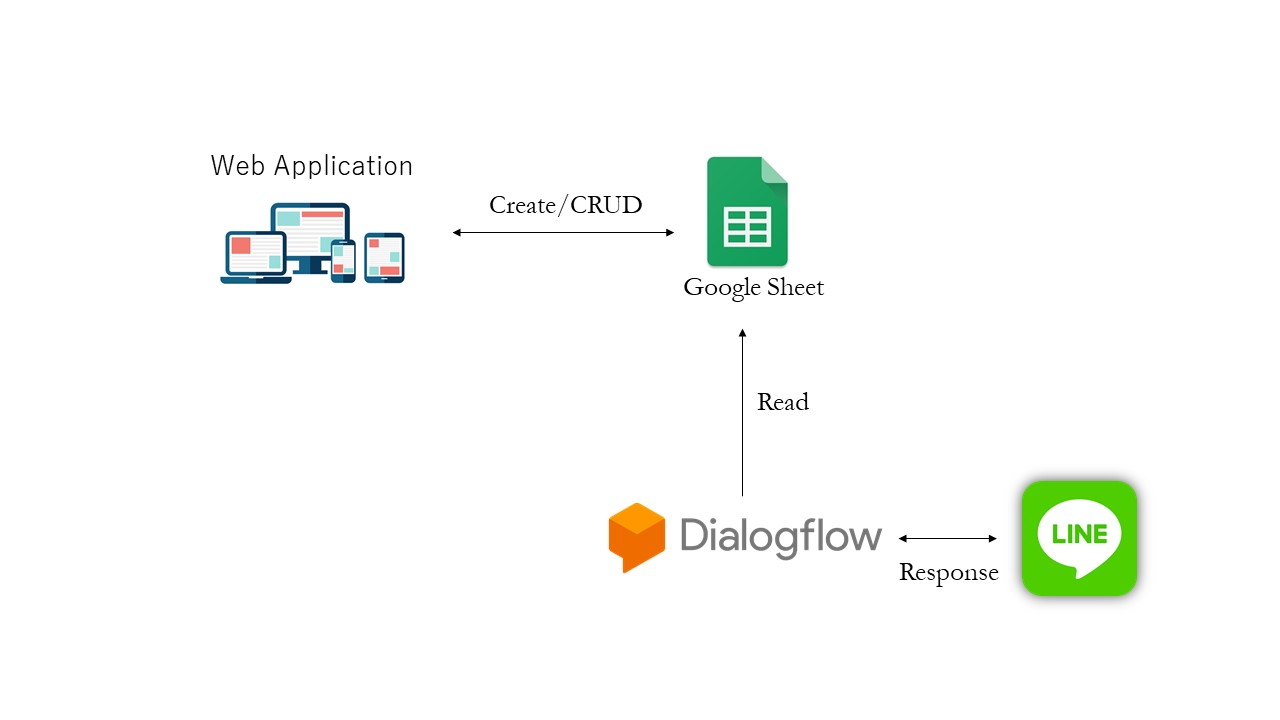 Web Application
Create/CRUD
Google Sheet
Read
Dialogflow
LINE
Response